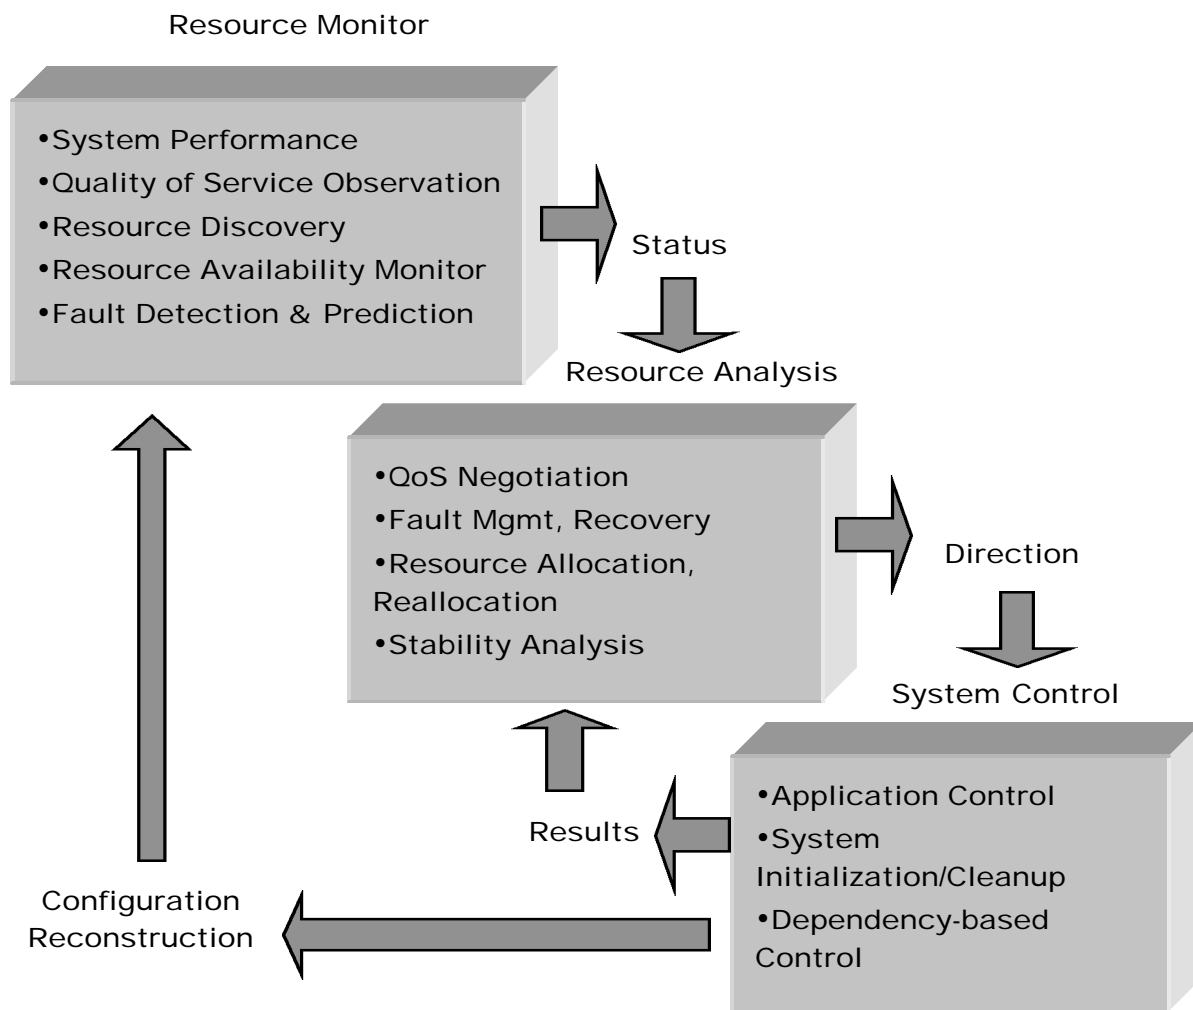 Resource Monitor
•System Performance
•Quality of Service Observation
•Resource Discovery
•Resource Availability Monitor
•Fault Detection & Prediction
Status
Resource Analysis
•QoS Negotiation
•Fault Mgmt, Recovery
•Resource Allocation,
Reallocation
•Stability Analysis
Direction
System Control
•Application Control
•System
Initialization/Cleanup
•Dependency-based
Control
Results
Configuration
Reconstruction